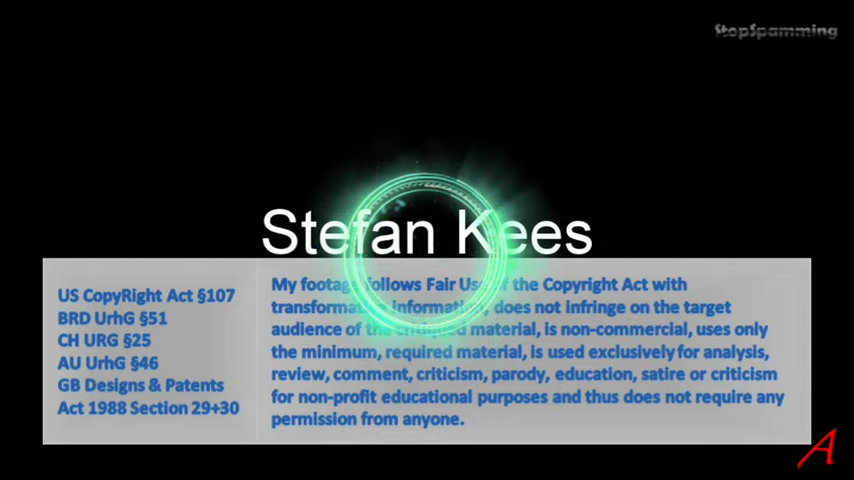 StopSpamming
Stefan Kees
US CopyRight Act §107
BRD UrhG §51
CH URG §25
AU UrhG §46
GB Designs & Patents
Act 1988 Section 29+30
My footage follows Fair Use of the Copyright Act with
transformative information, does not infringe on the target
audience of the critiqued material, is non-commercial, uses only
the minimum, required material, is used exclusively for analysis,
review, comment, criticism, parody, education, satire or criticism
for non-profit educational purposes and thus does not require any
permission from anyone.
A